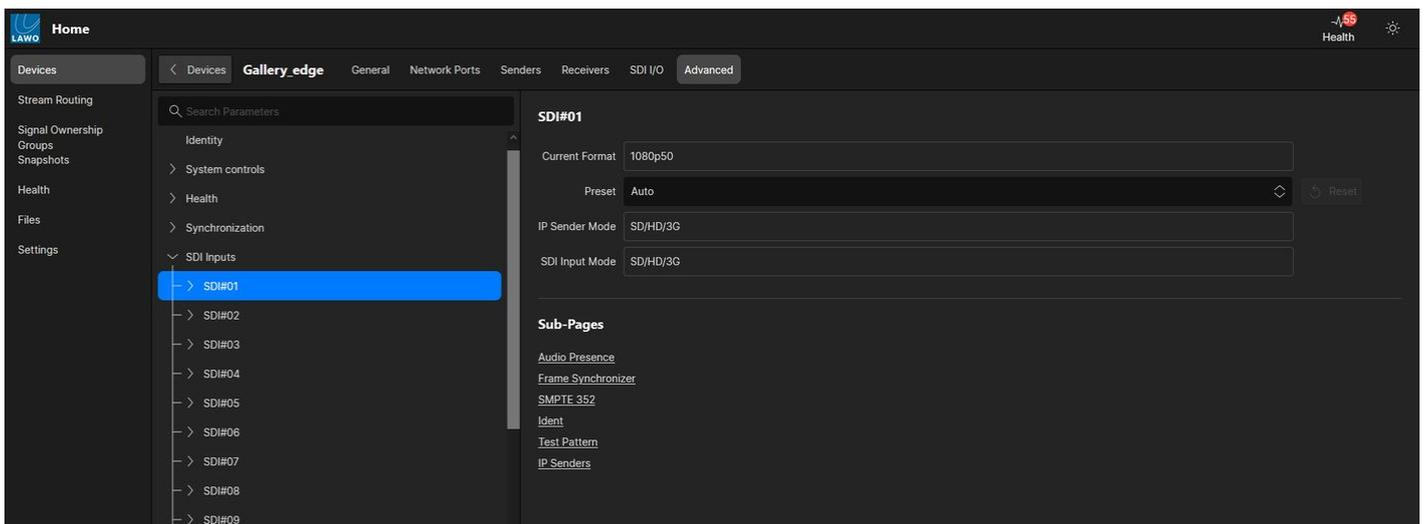 LAWO
Home
55
Health
Devices
Stream Routing
Signal Ownership
Groups
Snapshots
Health
Files
Settings
Devices Gallery_edge General Network Ports Senders Receivers SDI I/O Advanced
Search Parameters
Identity
System controls
Health
Synchronization
SDI Inputs
SDI#01
SDI#02
SDI#03
SDI#04
SDI#05
SDI#06
SDI#07
SDI#08
SDI#09
SDI#01
Current Format 1080p50
Preset Auto Reset
IP Sender Mode SD/HD/3G
SDI Input Mode SD/HD/3G
Sub-Pages
Audio Presence
Frame Synchronizer
SMPTE 352
Ident
Test Pattern
IP Senders